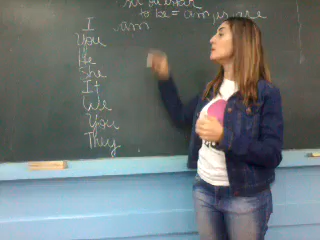 to be = am, is, are
I am
You
He
She
It
We
You
They